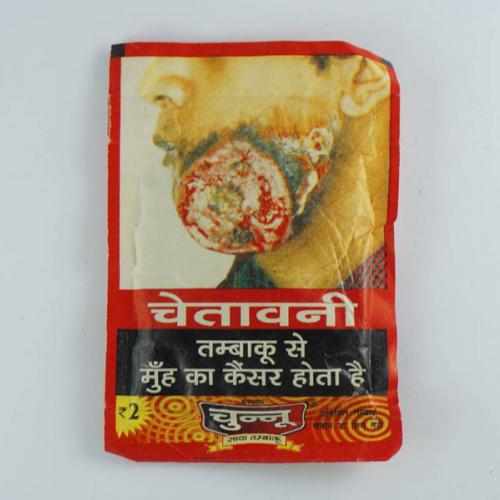 चेतावनी
तम्बाकू से
मुँह का कैंसर होता है
₹2
चुन्नू
सादा तम्बाकू